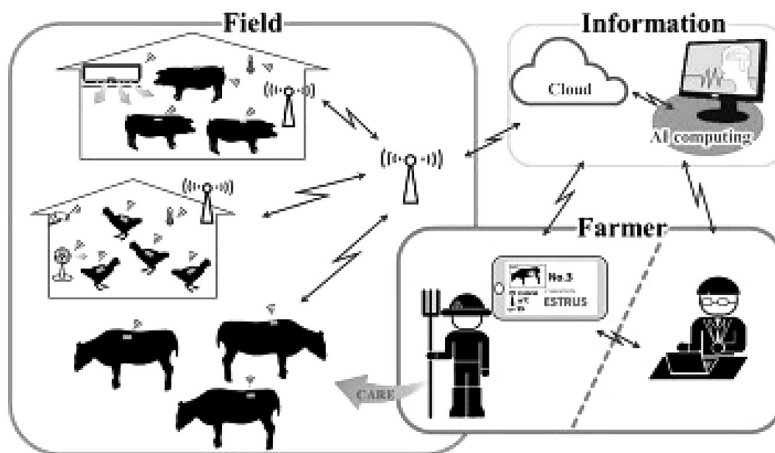 Field
Information
Cloud
AI computing
Farmer
No.3
ESTRUS
CARE